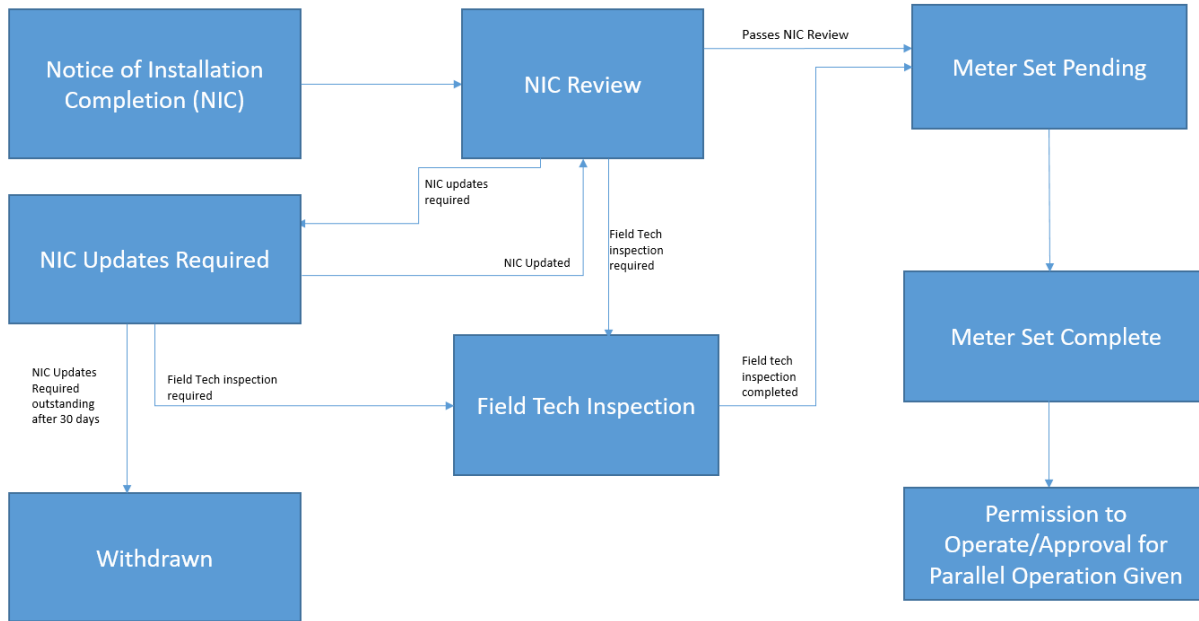 Notice of Installation
Completion (NIC)
NIC Review
Passes NIC Review
Meter Set Pending
NIC updates
required
NIC Updates Required
NIC Updated
Field Tech
inspection
required
Meter Set Complete
NIC Updates
Required
outstanding
after 30 days
Field Tech inspection
required
Field Tech Inspection
Field tech
inspection
completed
Withdrawn
Permission to
Operate/Approval for
Parallel Operation Given